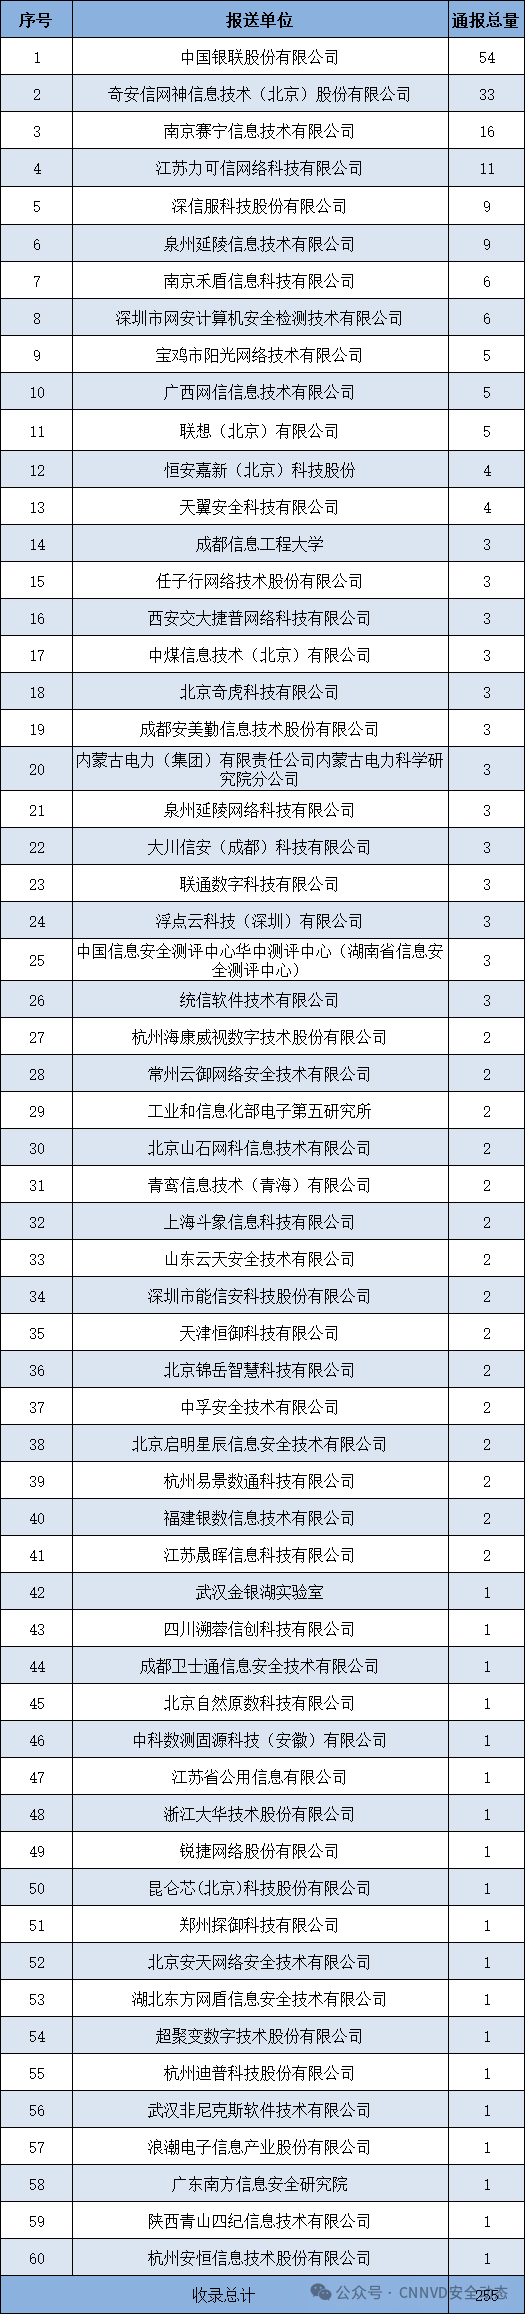 序号 报送单位 通报总量
1 中国银联股份有限公司 54
2 奇安信网神信息技术（北京）股份有限公司 33
3 南京赛宁信息技术有限公司 16
4 江苏力可信网络科技有限公司 11
5 深信服科技股份有限公司 9
6 泉州延陵信息技术有限公司 9
7 南京禾盾信息科技有限公司 6
8 深圳市网安计算机安全检测技术有限公司 6
9 宝鸡市阳光网络技术有限公司 5
10 广西网信信息技术有限公司 5
11 联想（北京）有限公司 5
12 恒安嘉新（北京）科技股份 4
13 天翼安全科技有限公司 4
14 成都信息工程大学 3
15 任子行网络技术股份有限公司 3
16 西安交大捷普网络科技有限公司 3
17 中煤信息技术（北京）有限公司 3
18 北京奇虎科技有限公司 3
19 成都安美勤信息技术股份有限公司 3
20 内蒙古电力（集团）有限责任公司内蒙古电力科学研 3
究院分公司
21 泉州延陵网络科技有限公司 3
22 大川信安（成都）科技有限公司 3
23 联通数字科技有限公司 3
24 浮点云科技（深圳）有限公司 3
25 中国信息安全测评中心华中测评中心（湖南省信息安 3
全测评中心）
26 统信软件技术有限公司 3
27 杭州海康威视数字技术股份有限公司 2
28 常州云御网络安全技术有限公司 2
29 工业和信息化部电子第五研究所 2
30 北京山石网科信息技术有限公司 2
31 青鸾信息技术（青海）有限公司 2
32 上海斗象信息科技有限公司 2
33 山东云天安全技术有限公司 2
34 深圳市能信安科技股份有限公司 2
35 天津恒御科技有限公司 2
36 北京锦岳智慧科技有限公司 2
37 中孚安全技术有限公司 2
38 北京启明星辰信息安全技术有限公司 2
39 杭州易景数通科技有限公司 2
40 福建银数信息技术有限公司 2
41 江苏晟晖信息科技有限公司 2
42 武汉金银湖实验室 1
43 四川溯蓉信创科技有限公司 1
44 成都卫士通信息安全技术有限公司 1
45 北京自然原数科技有限公司 1
46 中科数测固源科技（安徽）有限公司 1
47 江苏省公用信息有限公司 1
48 浙江大华技术股份有限公司 1
49 锐捷网络股份有限公司 1
50 昆仑芯(北京)科技股份有限公司 1
51 郑州探御科技有限公司 1
52 北京安天网络安全技术有限公司 1
53 湖北东方网盾信息安全技术有限公司 1
54 超聚变数字技术股份有限公司 1
55 杭州迪普科技股份有限公司 1
56 武汉非尼克斯软件技术有限公司 1
57 浪潮电子信息产业股份有限公司 1
58 广东南方信息安全研究院 1
59 陕西青山四纪信息技术有限公司 1
60 杭州安恒信息技术股份有限公司 1
收录总计 255
公众号 · CNNVD安全动态